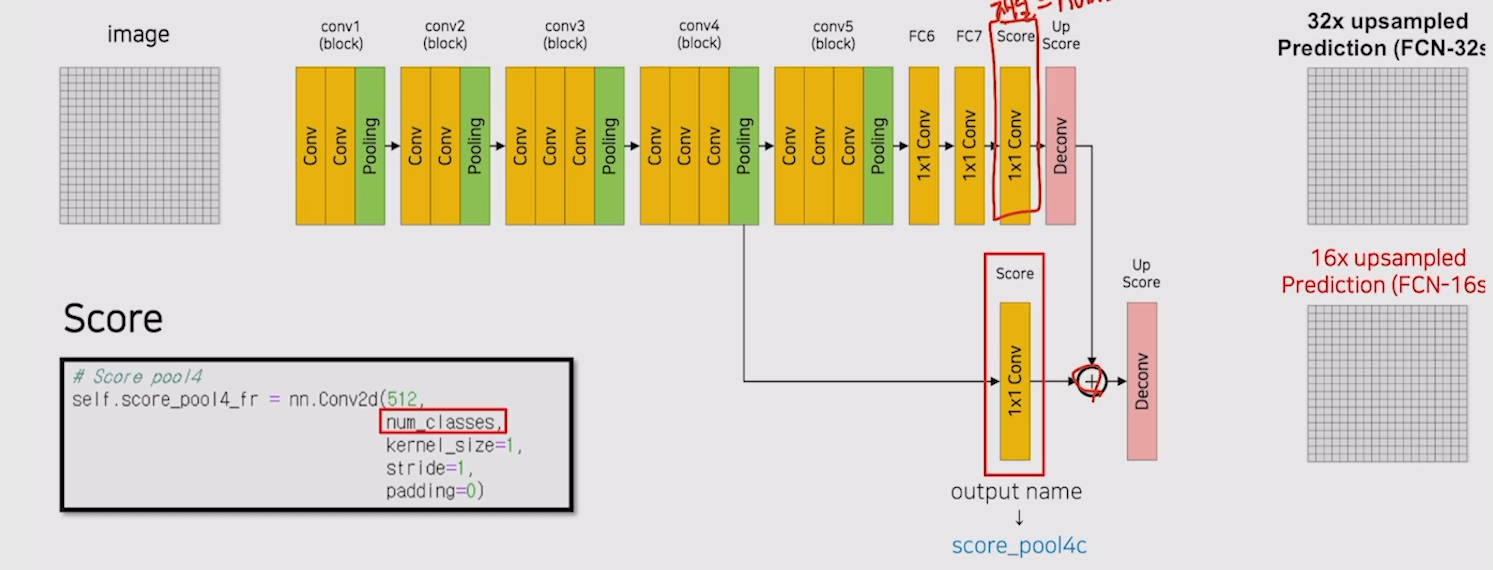 image
conv1
(block)
conv2
(block)
conv3
(block)
conv4
(block)
conv5
(block)
FC6
FC7
Score
Up
Score
32x upsampled
Prediction (FCN-32s
Conv
Conv
Pooling
Conv
Conv
Pooling
Conv
Conv
Conv
Pooling
Conv
Conv
Conv
Pooling
Conv
Conv
Conv
Pooling
1x1 Conv
1x1 Conv
1x1 Conv
Deconv
16x upsampled
Prediction (FCN-16s
Score
Up
Score
1x1 Conv
+
Deconv
output name
↓
score_pool4c
Score
# Score pool4
self.score_pool4_fr = nn.Conv2d(512,
num_classes,
kernel_size=1,
stride=1,
padding=0)